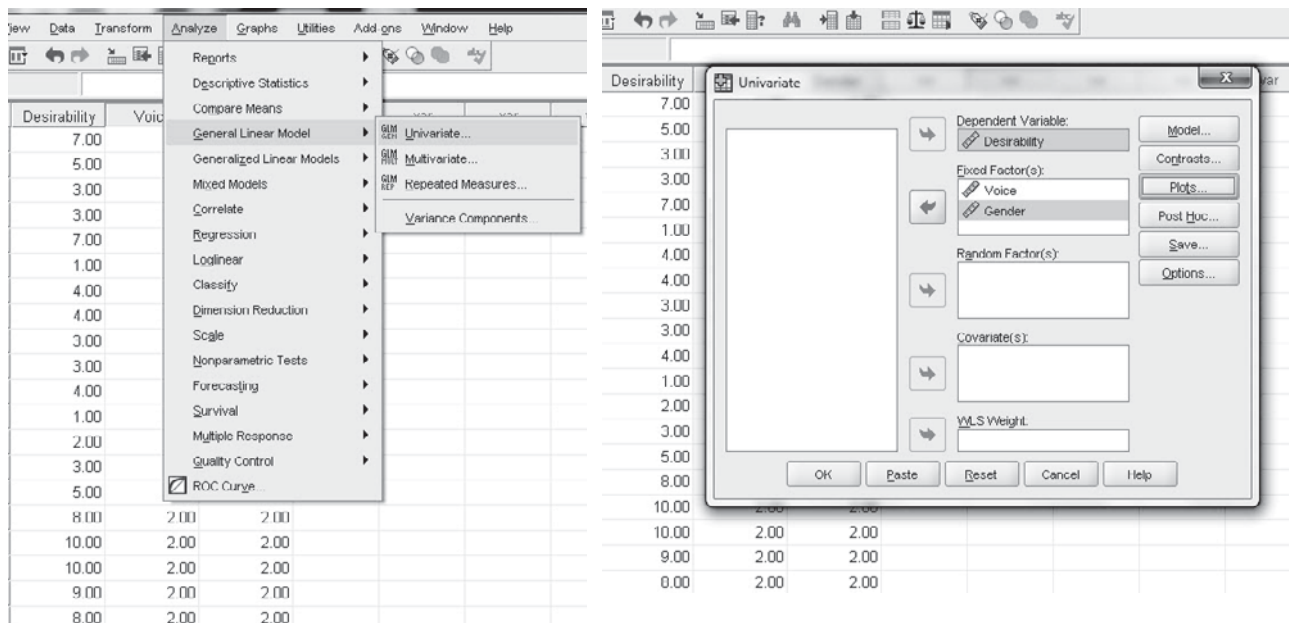 iew Data Transform Analyze Graphs Utilities Add-ons Window Help
Reports
Descriptive Statistics
Compare Means
General Linear Model
Generalized Linear Models
Mixed Models
Correlate
Regression
Loglinear
Classify
Dimension Reduction
Scale
Nonparametric Tests
Forecasting
Survival
Multiple Response
Quality Control
ROC Curve...
Univariate...
Multivariate...
Repeated Measures...
Variance Components...
Desirability Voic
7.00
5.00
3.00
3.00
7.00
1.00
4.00
4.00
3.00
3.00
4.00
1.00
2.00
3.00
5.00
8.00 2.00 2.00
10.00 2.00 2.00
10.00 2.00 2.00
9.00 2.00 2.00
8.00 2.00 2.00
Desirability var
7.00
5.00
3.00
3.00
7.00
1.00
4.00
4.00
3.00
3.00
4.00
1.00
2.00
3.00
5.00
8.00
10.00 2.00 2.00
10.00 2.00 2.00
9.00 2.00 2.00
2.00 2.00
Univariate
Dependent Variable:
Desirability
Fixed Factor(s):
Voice
Gender
Random Factor(s):
Covariate(s):
WLS Weight:
Model...
Contrasts...
Plots...
Post Hoc...
Save...
Options...
OK Paste Reset Cancel Help